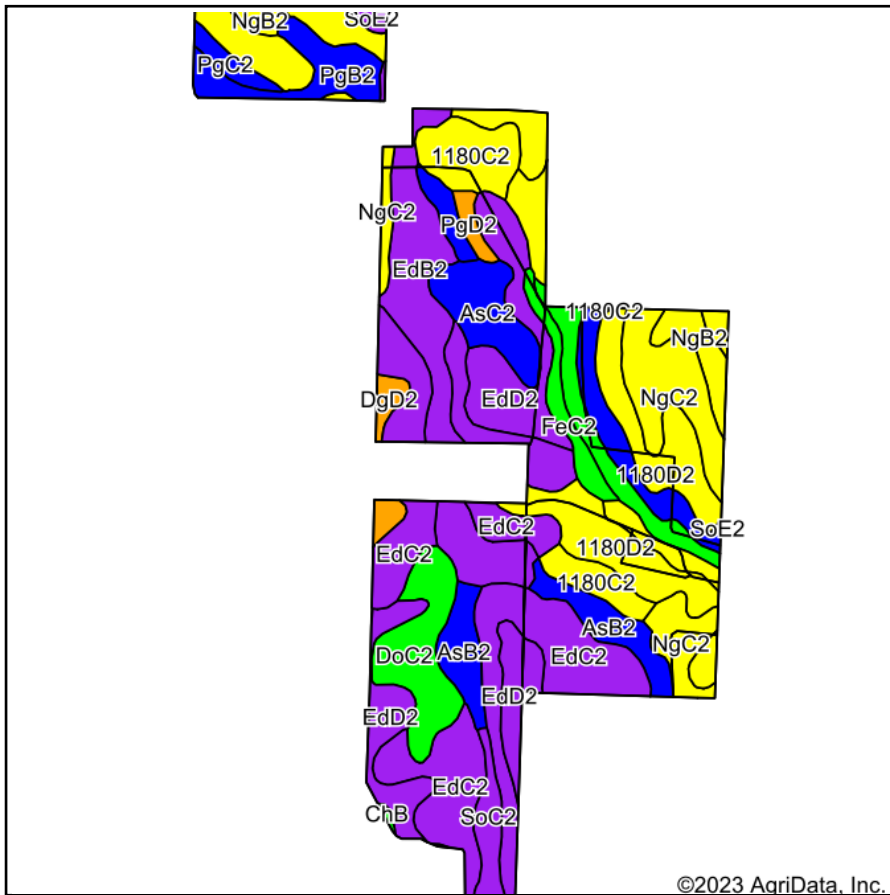 NgB2
SoE2
PgC2
PgB2
1180C2
NgC2
PgD2
EdB2
AsC2
1180C2
NgB2
DgD2
EdD2
NgC2
FeC2
1180D2
EdC2
SoE2
EdC2
1180D2
1180C2
AsB2
DoC2
AsB2
NgC2
EdC2
EdD2
EdD2
EdC2
ChB
SoC2
©2023 AgriData, Inc.